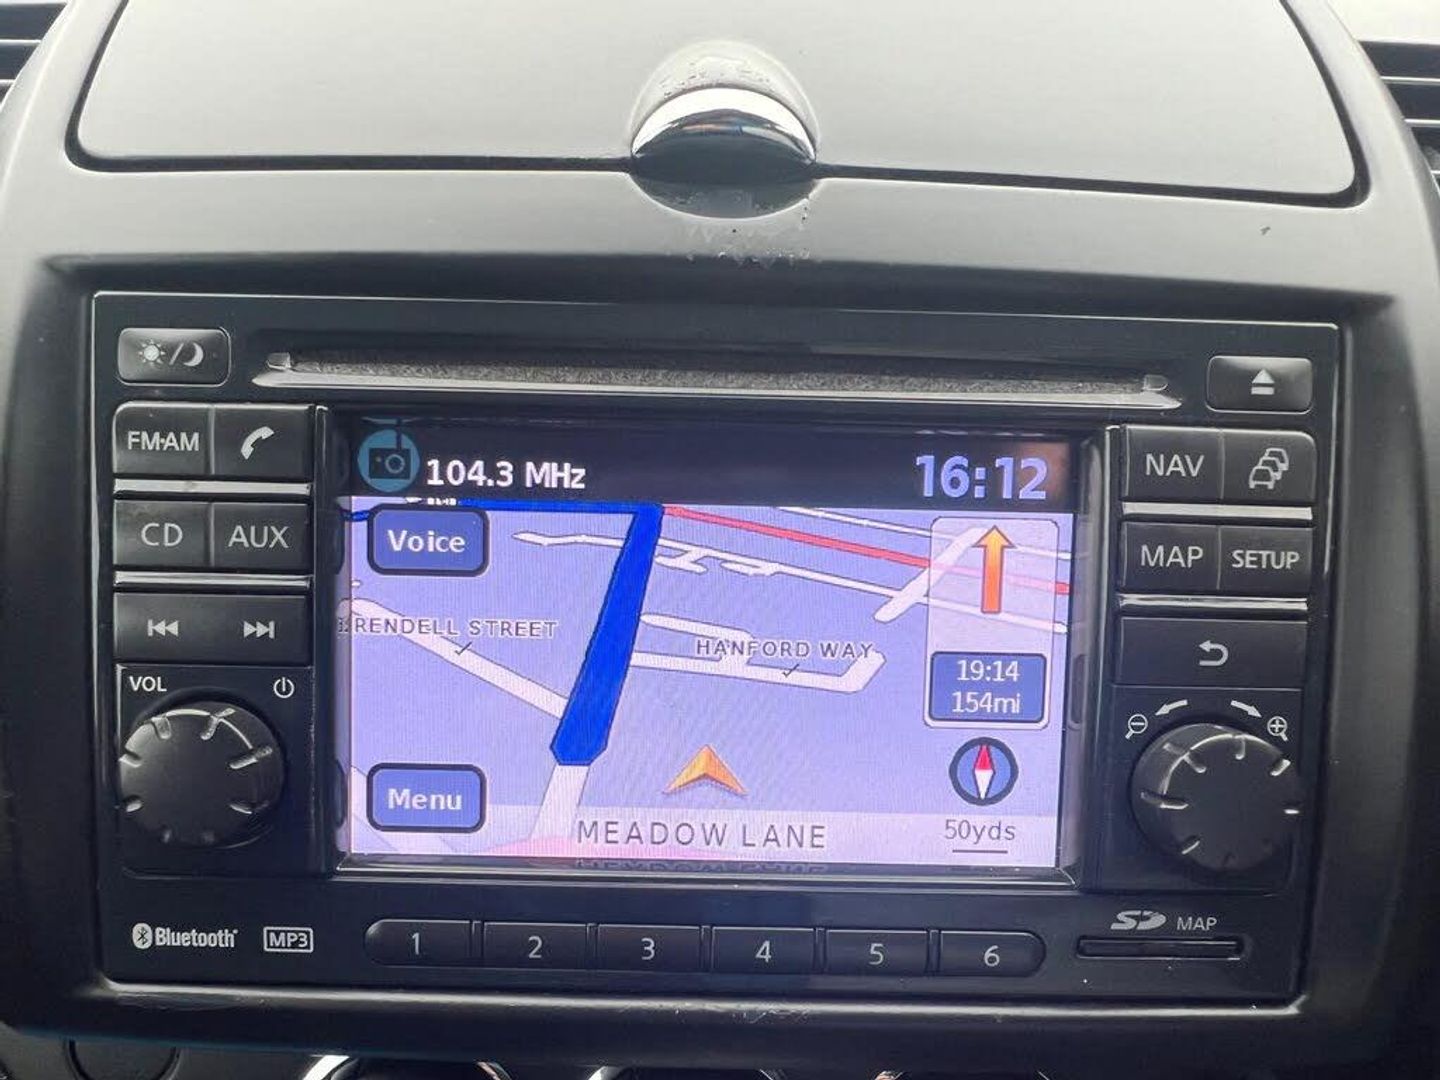 FM·AM
CD
AUX
VOL
104.3 MHz
16:12
Voice
RENDELL STREET
HANFORD WAY
19:14
154mi
Menu
MEADOW LANE
50yds
NAV
MAP
SETUP
Bluetooth
MP3
1
2
3
4
5
6
SD MAP